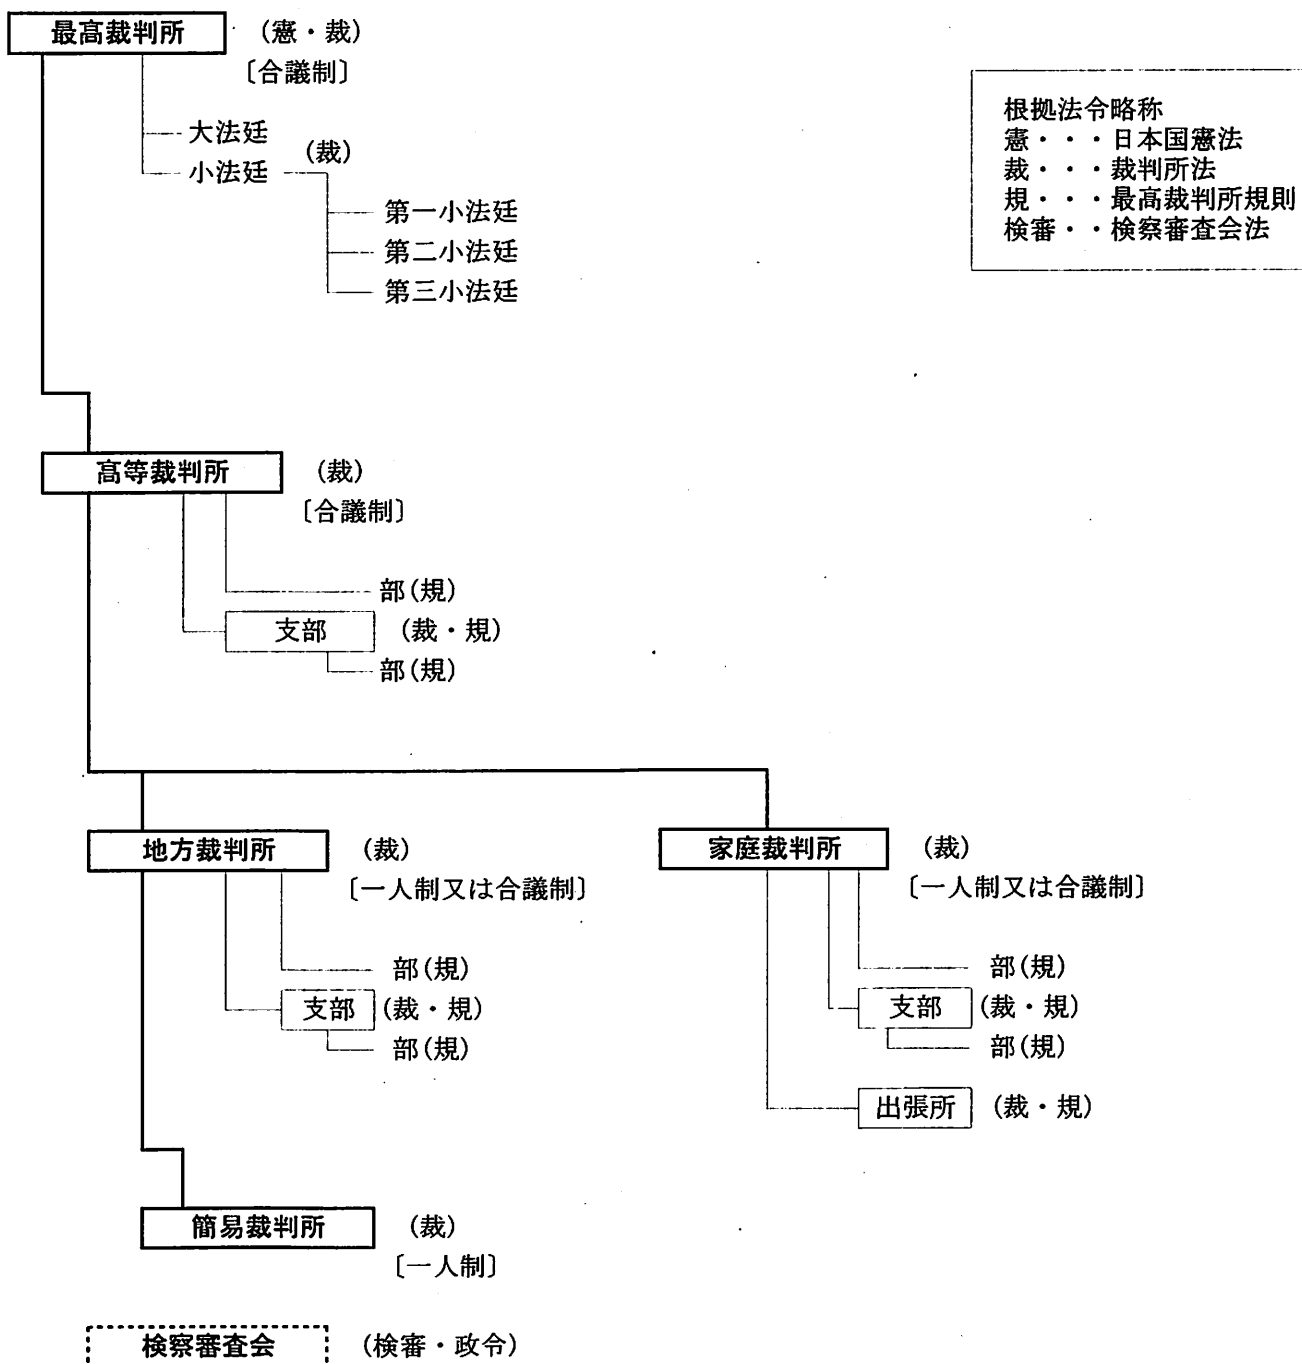 最高裁判所 (憲・裁)
〔合議制〕
大法廷
小法廷 (裁)
第一小法廷
第二小法廷
第三小法廷
根拠法令略称
憲・・・日本国憲法
裁・・・裁判所法
規・・・最高裁判所規則
検審・・検察審査会法
高等裁判所 (裁)
〔合議制〕
部(規)
支部 (裁・規)
部(規)
地方裁判所 (裁)
〔一人制又は合議制〕
部(規)
支部 (裁・規)
部(規)
家庭裁判所 (裁)
〔一人制又は合議制〕
部(規)
支部 (裁・規)
部(規)
出張所 (裁・規)
簡易裁判所 (裁)
〔一人制〕
検察審査会 (検審・政令)